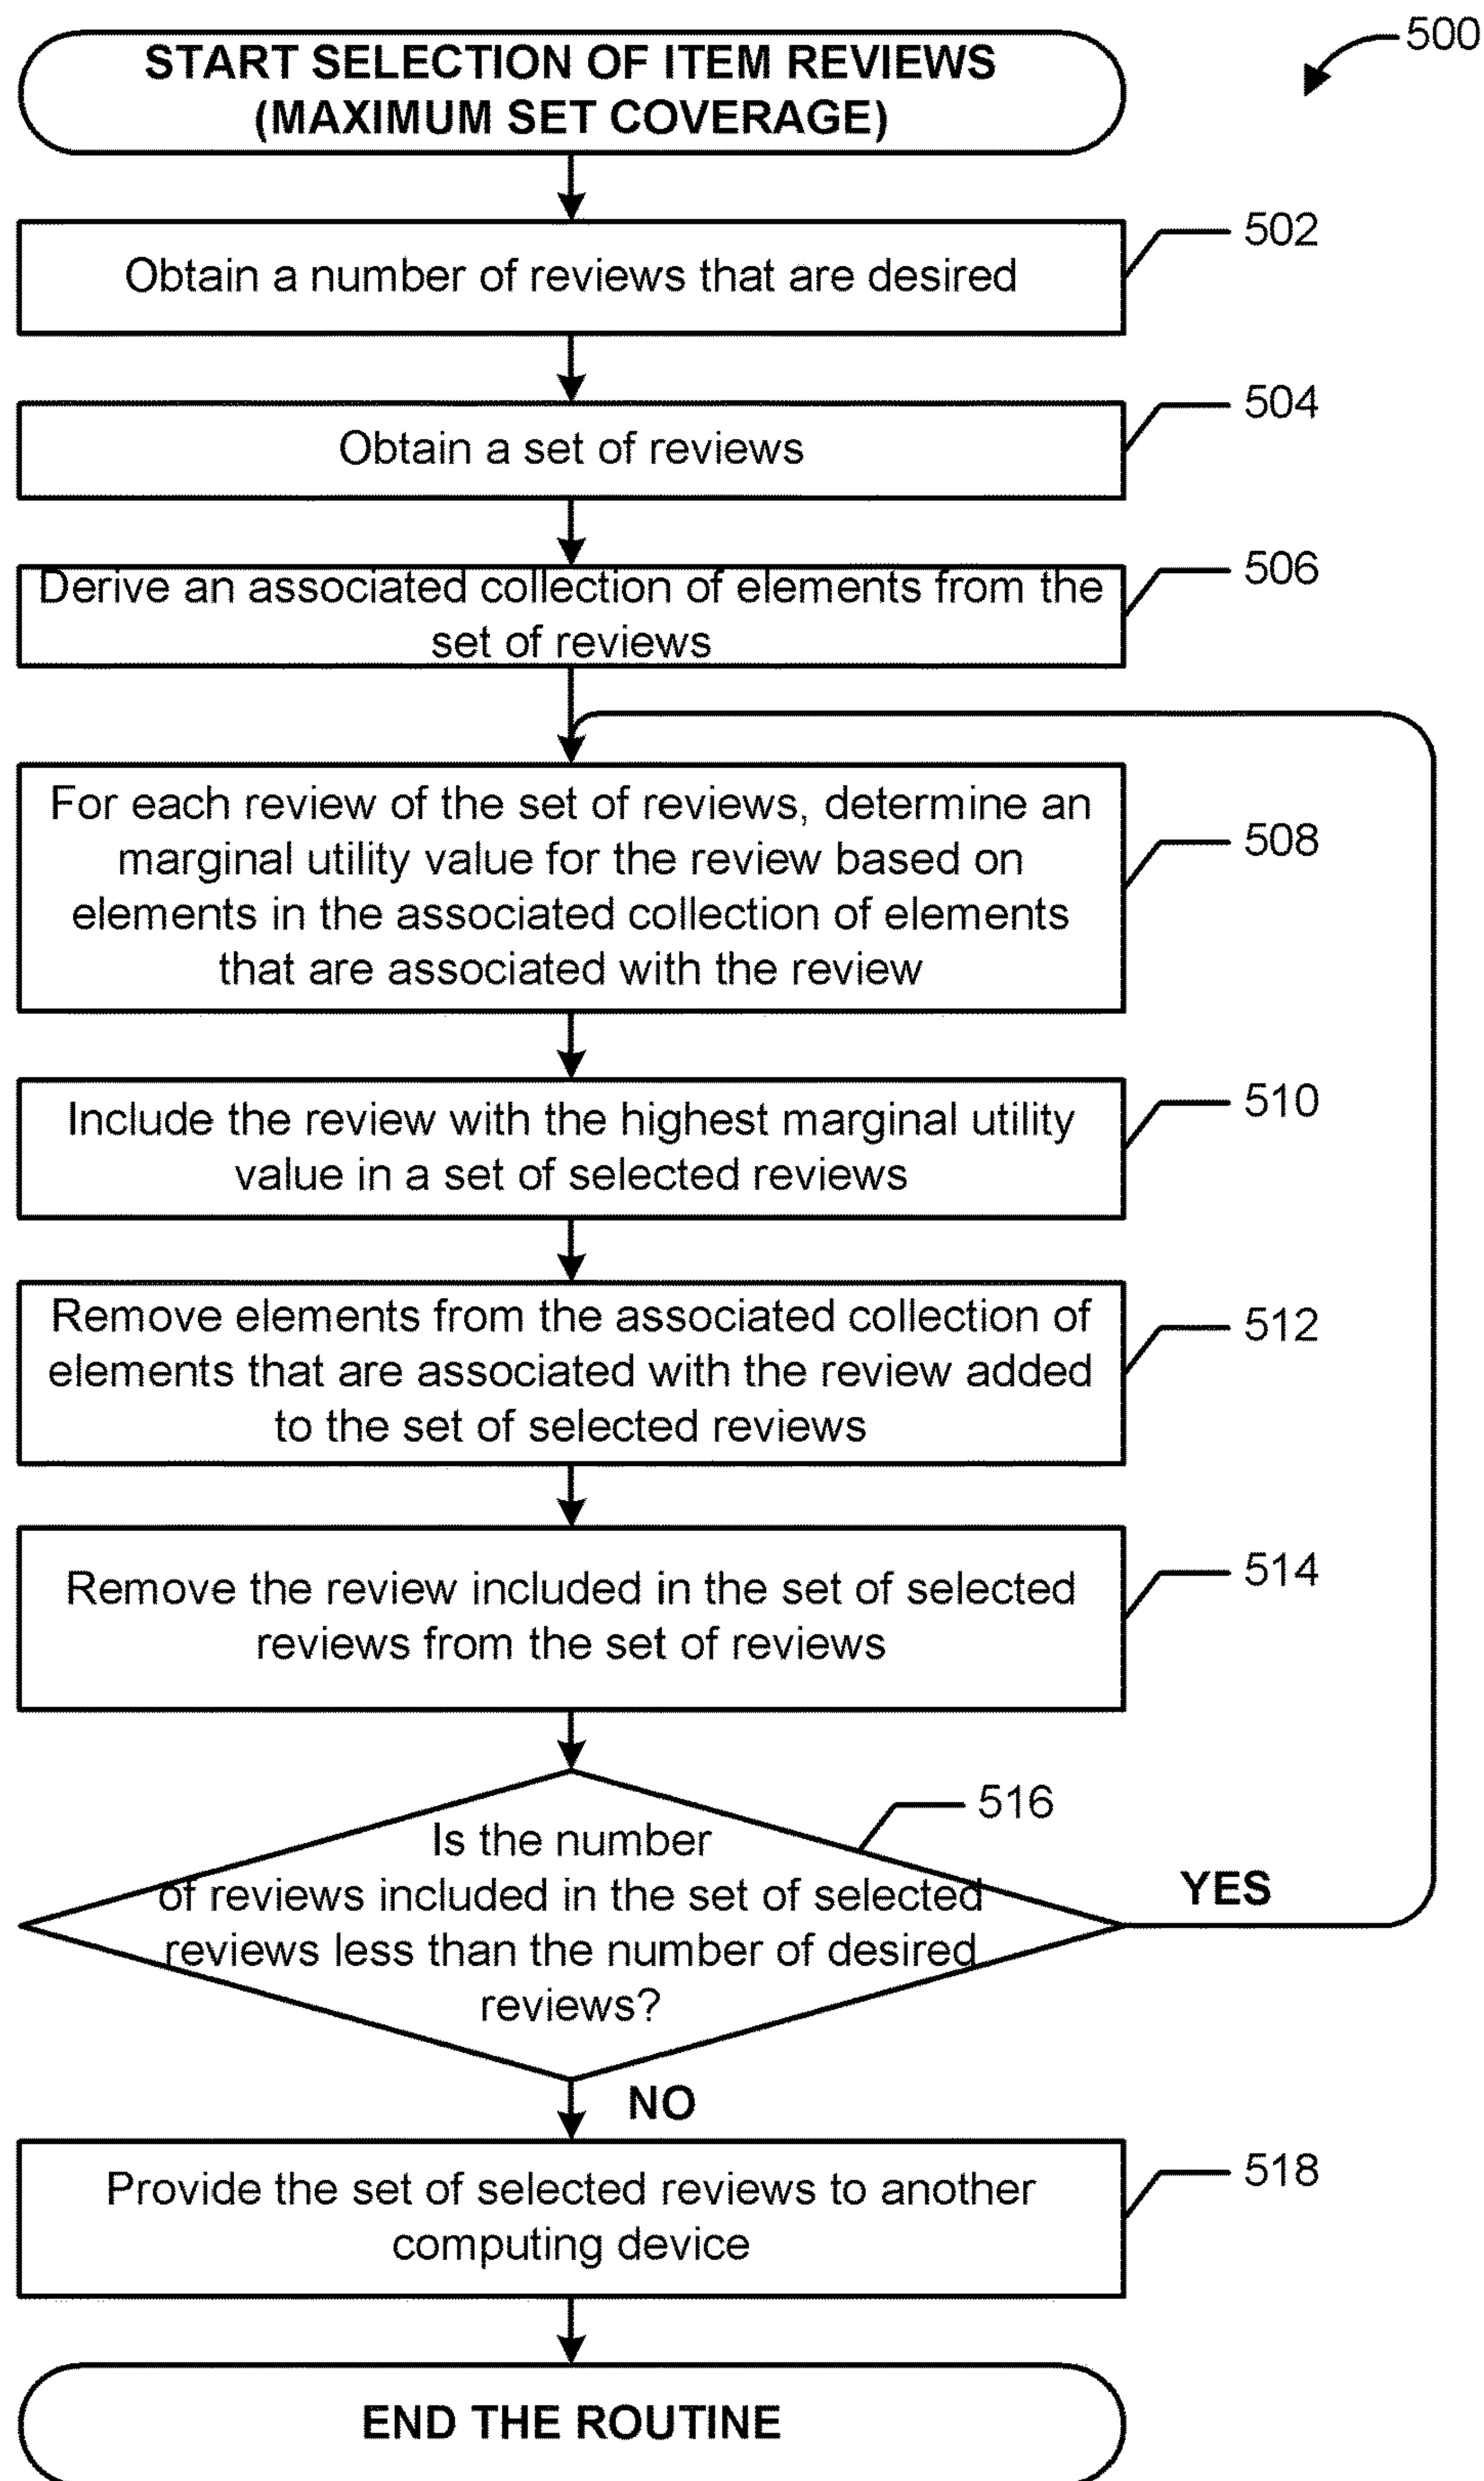 500
START SELECTION OF ITEM REVIEWS
(MAXIMUM SET COVERAGE)
502
Obtain a number of reviews that are desired
504
Obtain a set of reviews
506
Derive an associated collection of elements from the
set of reviews
For each review of the set of reviews, determine an
marginal utility value for the review based on
elements in the associated collection of elements
that are associated with the review
508
Include the review with the highest marginal utility
value in a set of selected reviews
510
Remove elements from the associated collection of
elements that are associated with the review added
to the set of selected reviews
512
Remove the review included in the set of selected
reviews from the set of reviews
514
516
Is the number
of reviews included in the set of selected
reviews less than the number of desired
reviews?
YES
NO
Provide the set of selected reviews to another
computing device
518
END THE ROUTINE